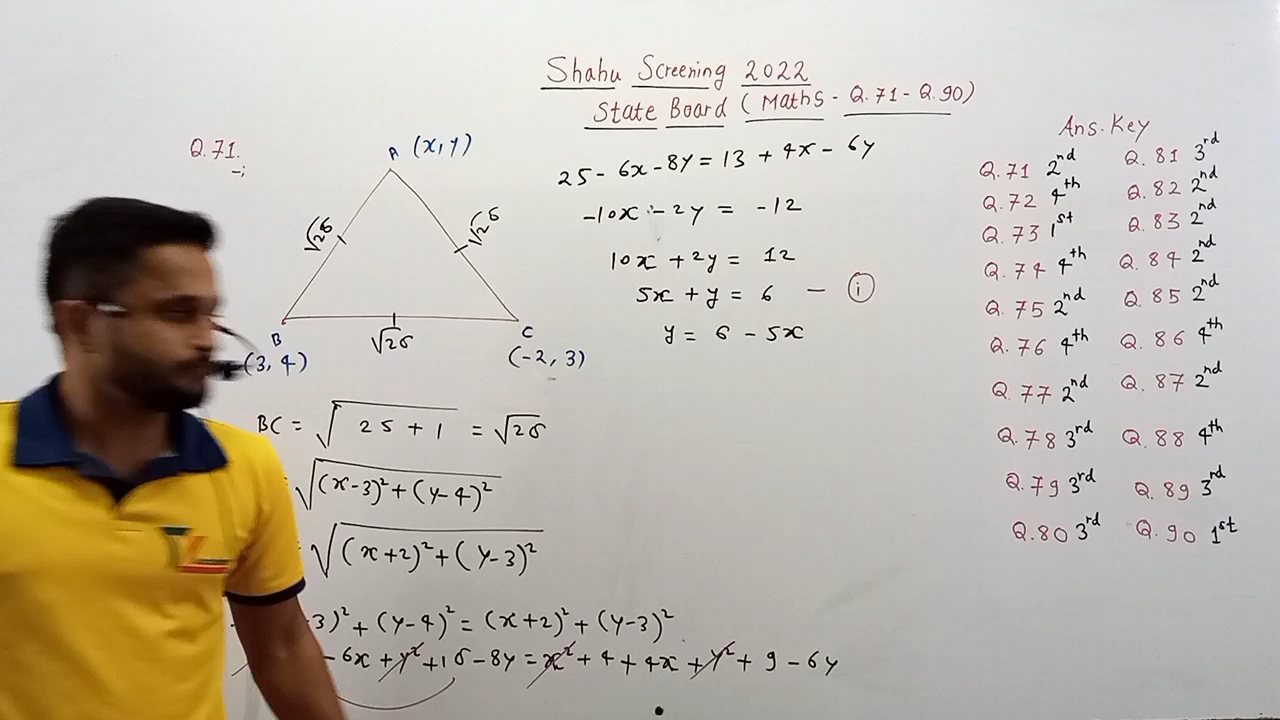 Shahu Screening 2022
State Board (Maths - Q.71 - Q.90)
Q.71.
A (x,y)
√26
√26
B
(3, 4)
√26
C
(-2, 3)
BC = √25 + 1 = √26
√(x-3)² + (y-4)²
= √(x+2)² + (y-3)²
3)² + (y-4)² = (x+2)² + (y-3)²
- 6x + y² + 16 - 8y = x² + 4 + 4x + y² + 9 - 6y
25 - 6x - 8y = 13 + 4x - 6y
-10x - 2y = -12
10x + 2y = 12
5x + y = 6 — (i)
y = 6 - 5x
Ans. Key
Q.71 2nd
Q.72 4th
Q.73 1st
Q.74 4th
Q.75 2nd
Q.76 4th
Q.77 2nd
Q.78 3rd
Q.79 3rd
Q.80 3rd
Q.81 3rd
Q.82 2nd
Q.83 2nd
Q.84 2nd
Q.85 2nd
Q.86 4th
Q.87 2nd
Q.88 4th
Q.89 3rd
Q.90 1st